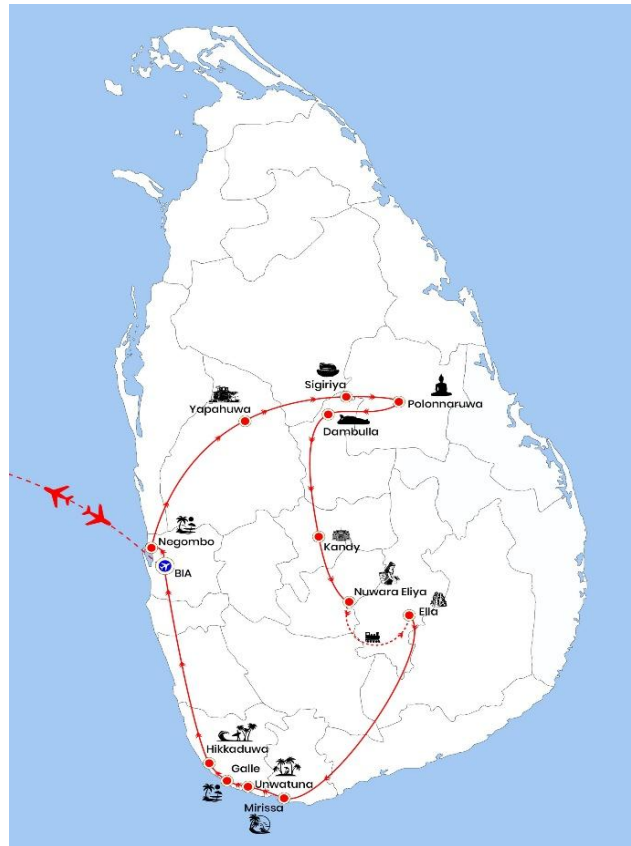 Sigiriya
Yapahuwa
Polonnaruwa
Dambulla
Negombo
Kandy
BIA
Nuwara Eliya
Ella
Hikkaduwa
Galle
Unwatuna
Mirissa